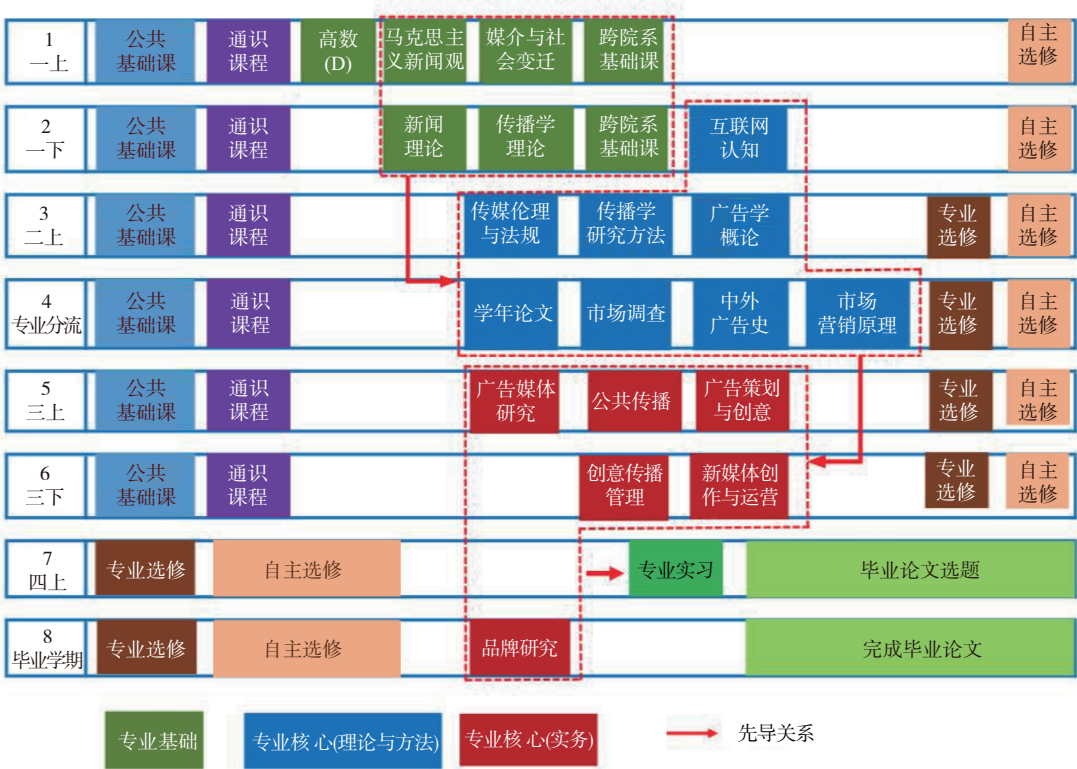 1
一上
公共
基础课
通识
课程
高数
(D)
马克思主
义新闻观
媒介与社
会变迁
跨院系
基础课
自主
选修
2
一下
公共
基础课
通识
课程
新闻
理论
传播学
理论
跨院系
基础课
互联网
认知
自主
选修
3
二上
公共
基础课
通识
课程
传媒伦理
与法规
传播学
研究方法
广告学
概论
专业
选修
自主
选修
4
专业分流
公共
基础课
通识
课程
学年论文
市场调查
中外
广告史
市场
营销原理
专业
选修
自主
选修
5
三上
公共
基础课
通识
课程
广告媒体
研究
公共传播
广告策划
与创意
专业
选修
自主
选修
6
三下
公共
基础课
通识
课程
创意传播
管理
新媒体创
作与运营
专业
选修
自主
选修
7
四上
专业选修
自主选修
专业实习
毕业论文选题
8
毕业学期
专业选修
自主选修
品牌研究
完成毕业论文
专业基础
专业核 心(理论与方法)
专业核 心(实务)
先导关系